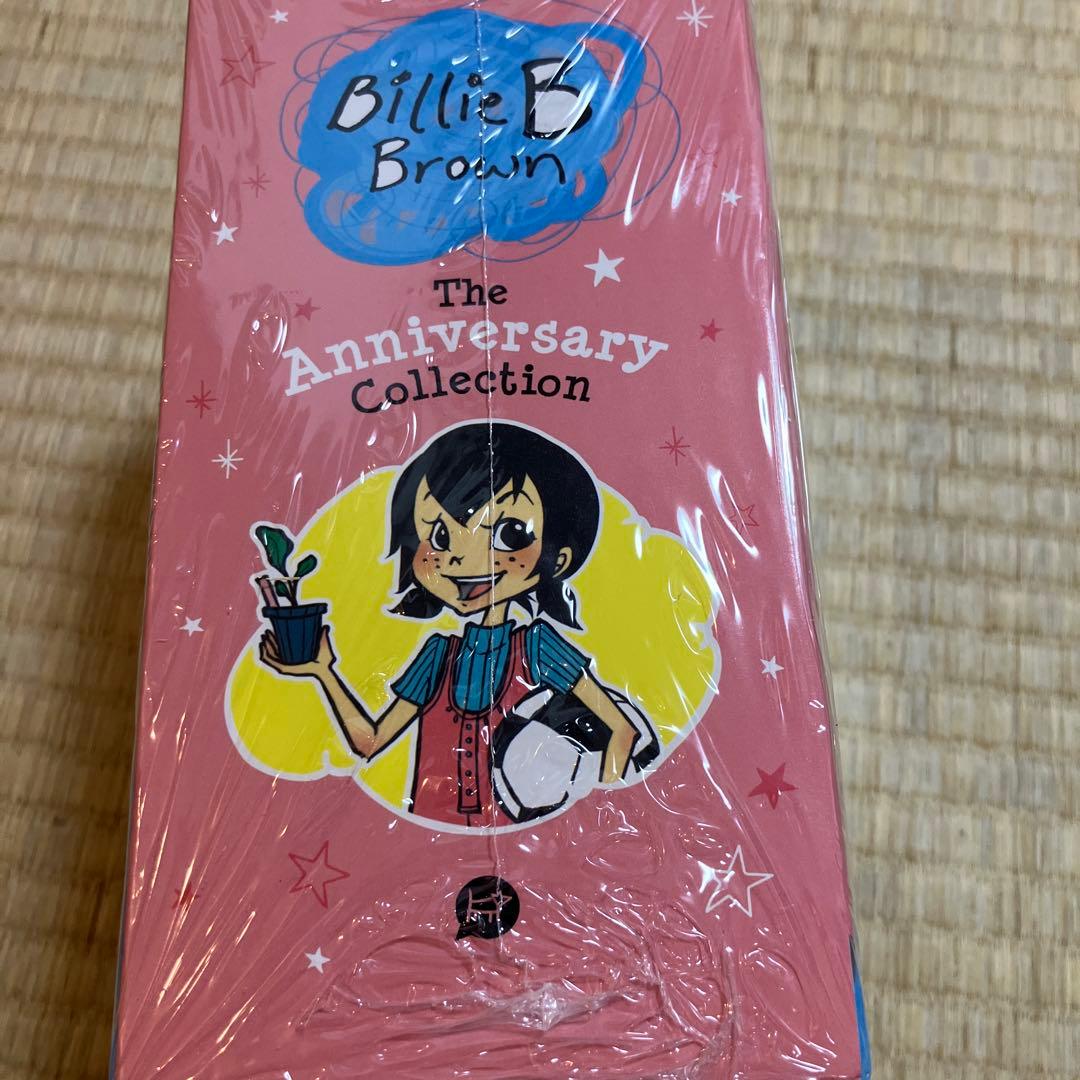 Billie B
Brown
The
Anniversary
Collection